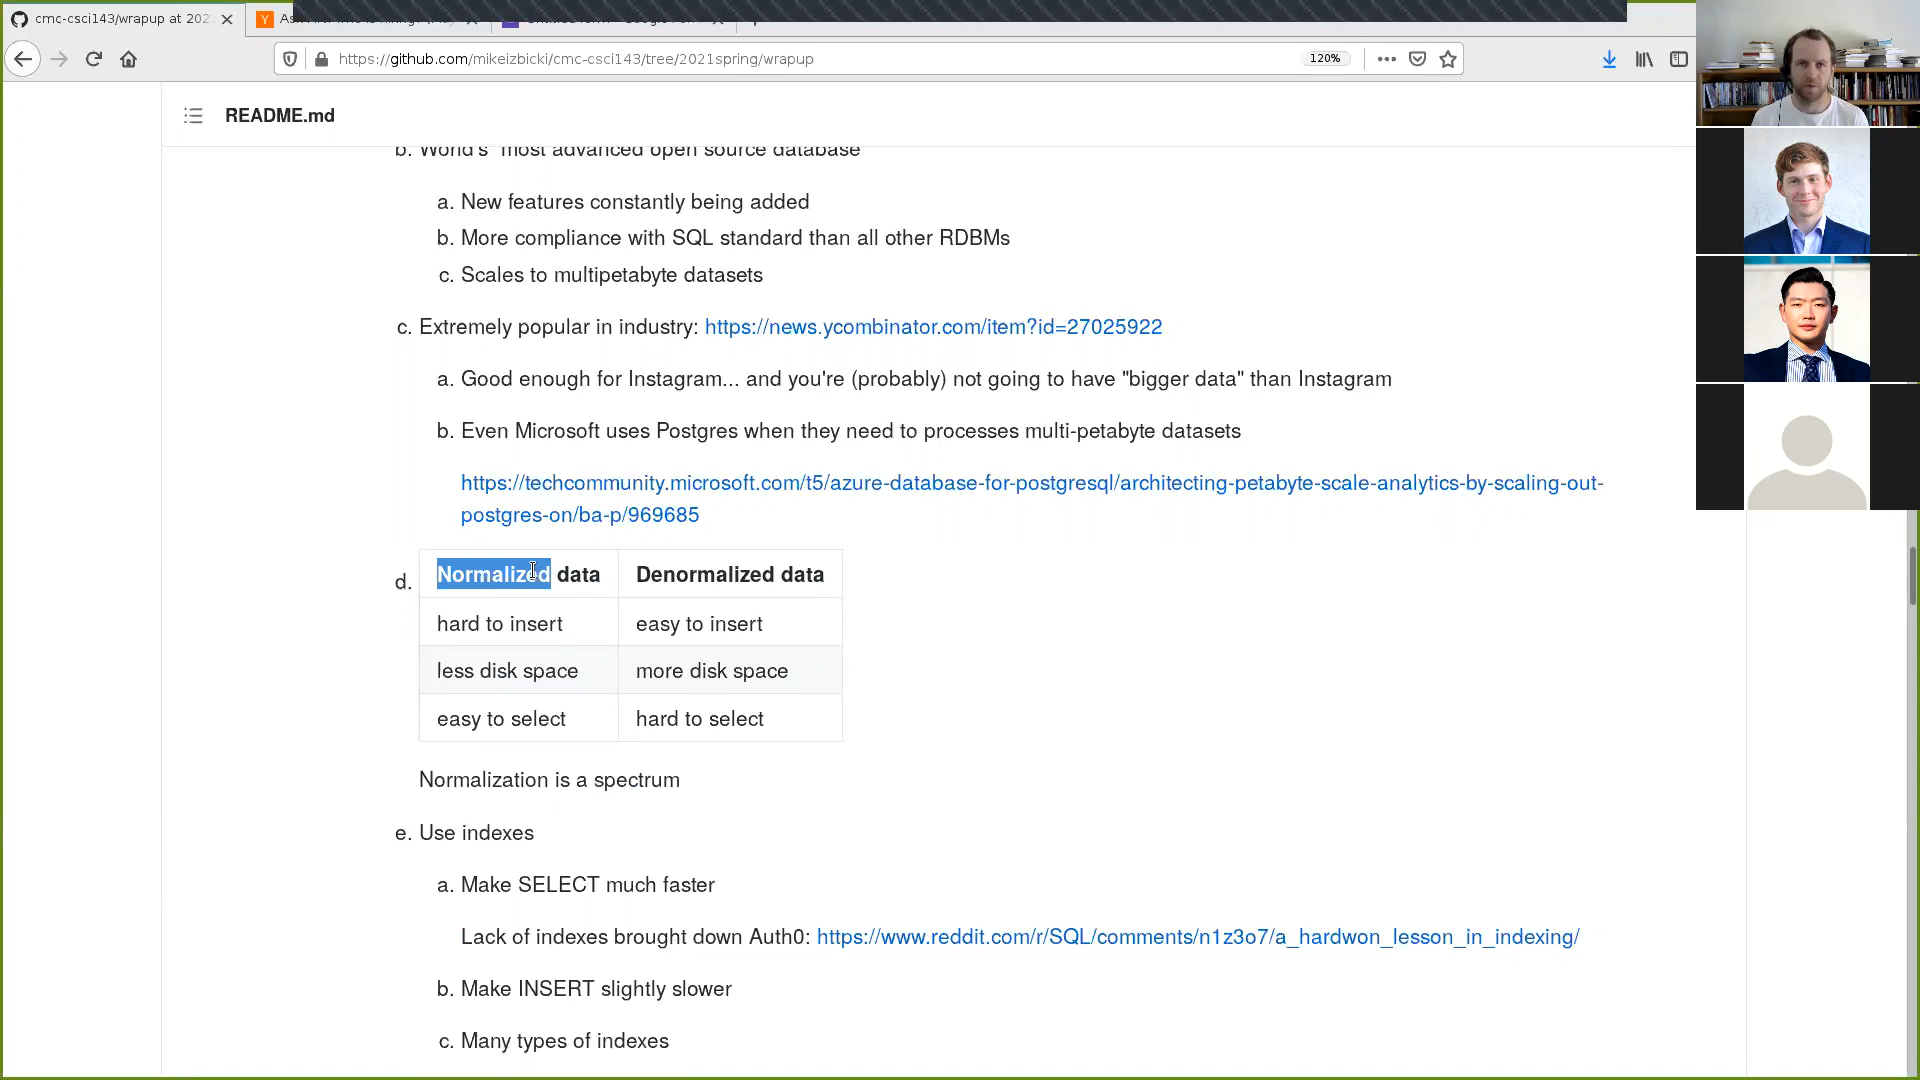 cmc-csci143/wrapup at 202
https://github.com/mikeizbicki/cmc-csci143/tree/2021spring/wrapup
120%
README.md
b. World's "most advanced open source database
a. New features constantly being added
b. More compliance with SQL standard than all other RDBMs
c. Scales to multipetabyte datasets
c. Extremely popular in industry: https://news.ycombinator.com/item?id=27025922
a. Good enough for Instagram... and you're (probably) not going to have "bigger data" than Instagram
b. Even Microsoft uses Postgres when they need to processes multi-petabyte datasets
https://techcommunity.microsoft.com/t5/azure-database-for-postgresql/architecting-petabyte-scale-analytics-by-scaling-out-
postgres-on/ba-p/969685
d. Normalized data Denormalized data
hard to insert easy to insert
less disk space more disk space
easy to select hard to select
Normalization is a spectrum
e. Use indexes
a. Make SELECT much faster
Lack of indexes brought down Auth0: https://www.reddit.com/r/SQL/comments/n1z3o7/a_hardwon_lesson_in_indexing/
b. Make INSERT slightly slower
c. Many types of indexes